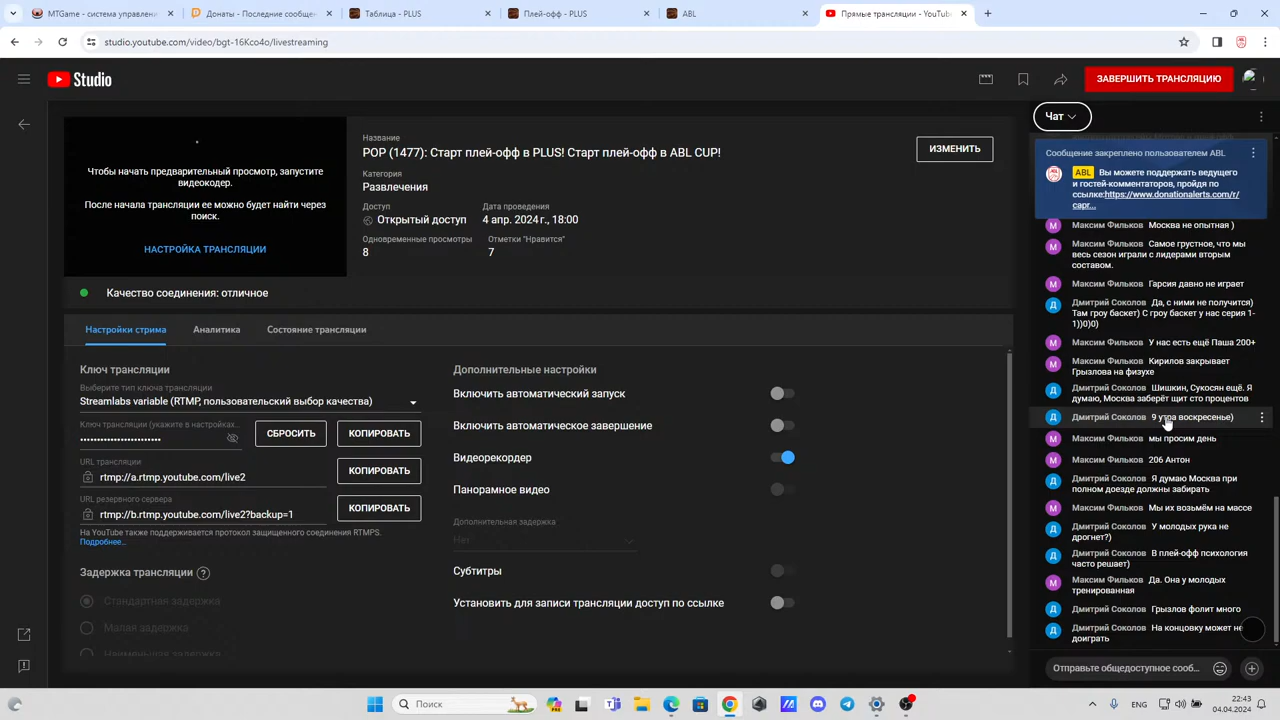 MTGame - система управлени
Донаты - Последние сообщен
Таблица - PLUS
Плей-офф - PLUS
ABL
Прямые трансляции - YouTube
studio.youtube.com/video/bgt-16Kco4o/livestreaming
Studio
ЗАВЕРШИТЬ ТРАНСЛЯЦИЮ
Чтобы начать предварительный просмотр, запустите
видеокодер.
После начала трансляции ее можно будет найти через
поиск.
НАСТРОЙКА ТРАНСЛЯЦИИ
Название
POP (1477): Старт плей-офф в PLUS! Старт плей-офф в ABL CUP!
ИЗМЕНИТЬ
Категория
Развлечения
Доступ
Открытый доступ
Дата проведения
4 апр. 2024 г., 18:00
Одновременные просмотры
8
Отметки "Нравится"
7
Качество соединения: отличное
Настройки стрима
Аналитика
Состояние трансляции
Ключ трансляции
Выберите тип ключа трансляции
Streamlabs variable (RTMP, пользовательский выбор качества)
Ключ трансляции (укажите в настройках
••••••••••••••••••••••••
СБРОСИТЬ
КОПИРОВАТЬ
URL трансляции
rtmp://a.rtmp.youtube.com/live2
КОПИРОВАТЬ
URL резервного сервера
rtmp://b.rtmp.youtube.com/live2?backup=1
КОПИРОВАТЬ
На YouTube также поддерживается протокол защищенного соединения RTMPS.
Подробнее…
Задержка трансляции
Стандартная задержка
Малая задержка
Наименьшая задержка
Дополнительные настройки
Включить автоматический запуск
Включить автоматическое завершение
Видеорекордер
Панорамное видео
Дополнительная задержка
Нет
Субтитры
Установить для записи трансляции доступ по ссылке
Чат
Сообщение закреплено пользователем ABL
ABL Вы можете поддержать ведущего
и гостей-комментаторов, пройдя по
ссылке:https://www.donationalerts.com/r/
capr...
Максим Фильков Москва не опытная )
Максим Фильков Самое грустное, что мы
весь сезон играли с лидерами вторым
составом.
Максим Фильков Гарсия давно не играет
Дмитрий Соколов Да, с ними не получится)
Там гроу баскет) С гроу баскет у нас серия 1-
1))0)0)
Максим Фильков У нас есть ещё Паша 200+
Максим Фильков Кирилов закрывает
Грызлова на физухе
Дмитрий Соколов Шишкин, Сукосян ещё. Я
думаю, Москва заберёт щит сто процентов
Дмитрий Соколов 9 утра воскресенье)
Максим Фильков мы просим день
Максим Фильков 206 Антон
Дмитрий Соколов Я думаю Москва при
полном доезде должны забирать
Максим Фильков Мы их возьмём на массе
Дмитрий Соколов У молодых рука не
дрогнет?)
Дмитрий Соколов В плей-офф психология
часто решает)
Максим Фильков Да. Она у молодых
тренированная
Дмитрий Соколов Грызлов фолит много
Дмитрий Соколов На концовку может не
доиграть
Отправьте общедоступное сооб...
Поиск
ENG
22:43
04.04.2024